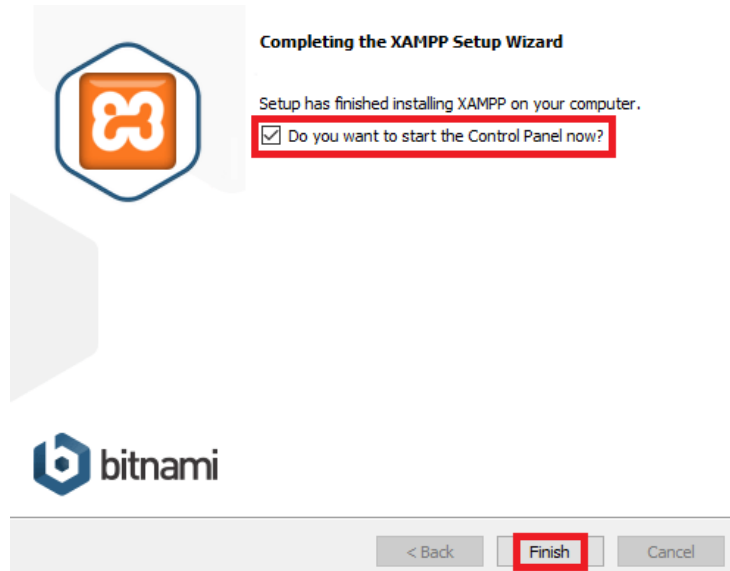 Completing the XAMPP Setup Wizard
Setup has finished installing XAMPP on your computer.
Do you want to start the Control Panel now?
bitnami
< Back Finish Cancel